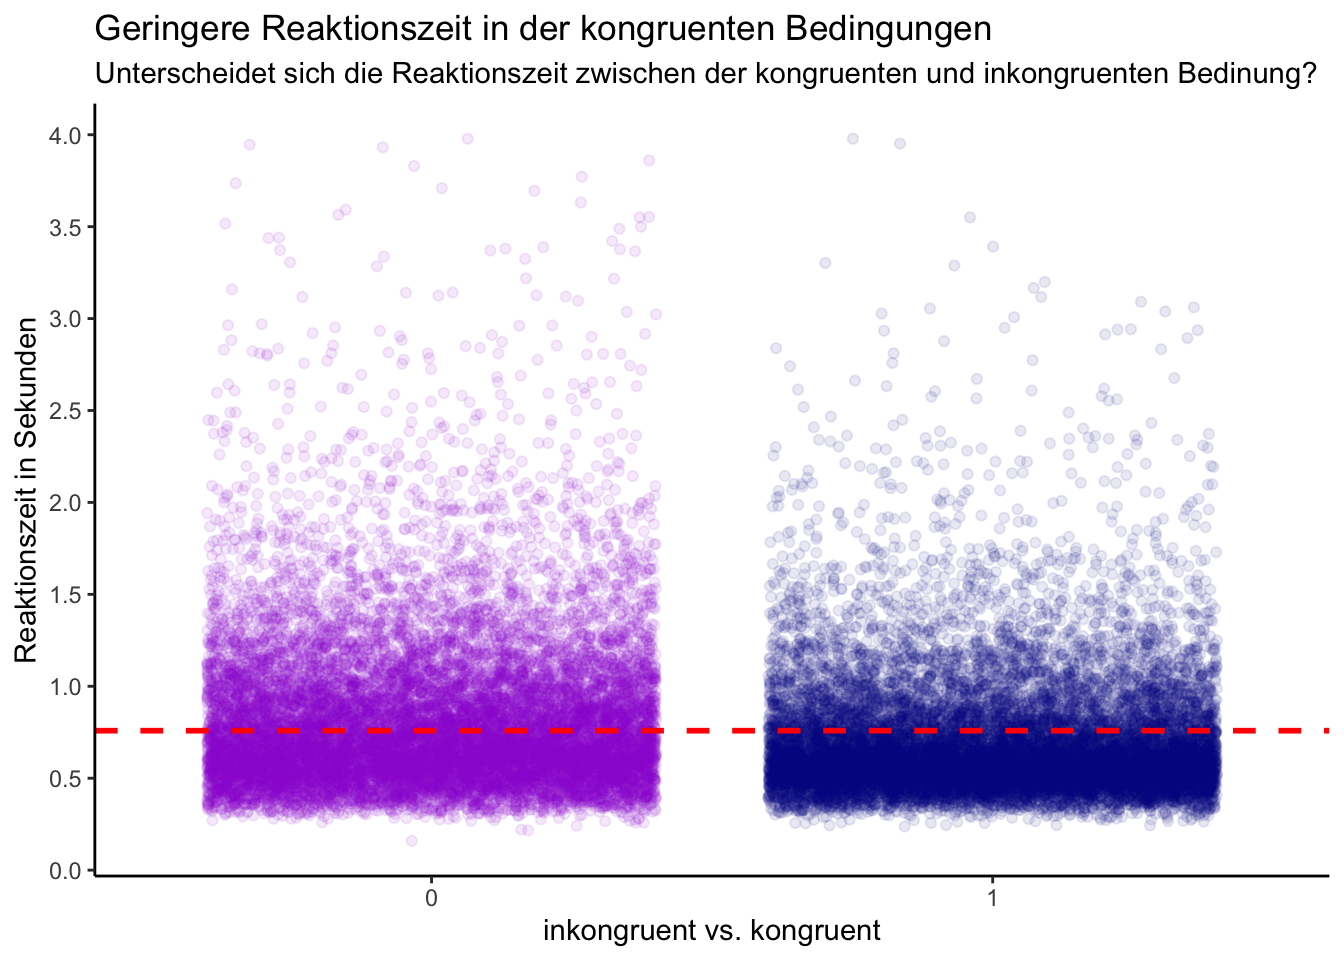 Geringere Reaktionszeit in der kongruenten Bedingungen
Unterscheidet sich die Reaktionszeit zwischen der kongruenten und inkongruenten Bedinung?
Reaktionszeit in Sekunden
4.0
3.5
3.0
2.5
2.0
1.5
1.0
0.5
0.0
0 1
inkongruent vs. kongruent